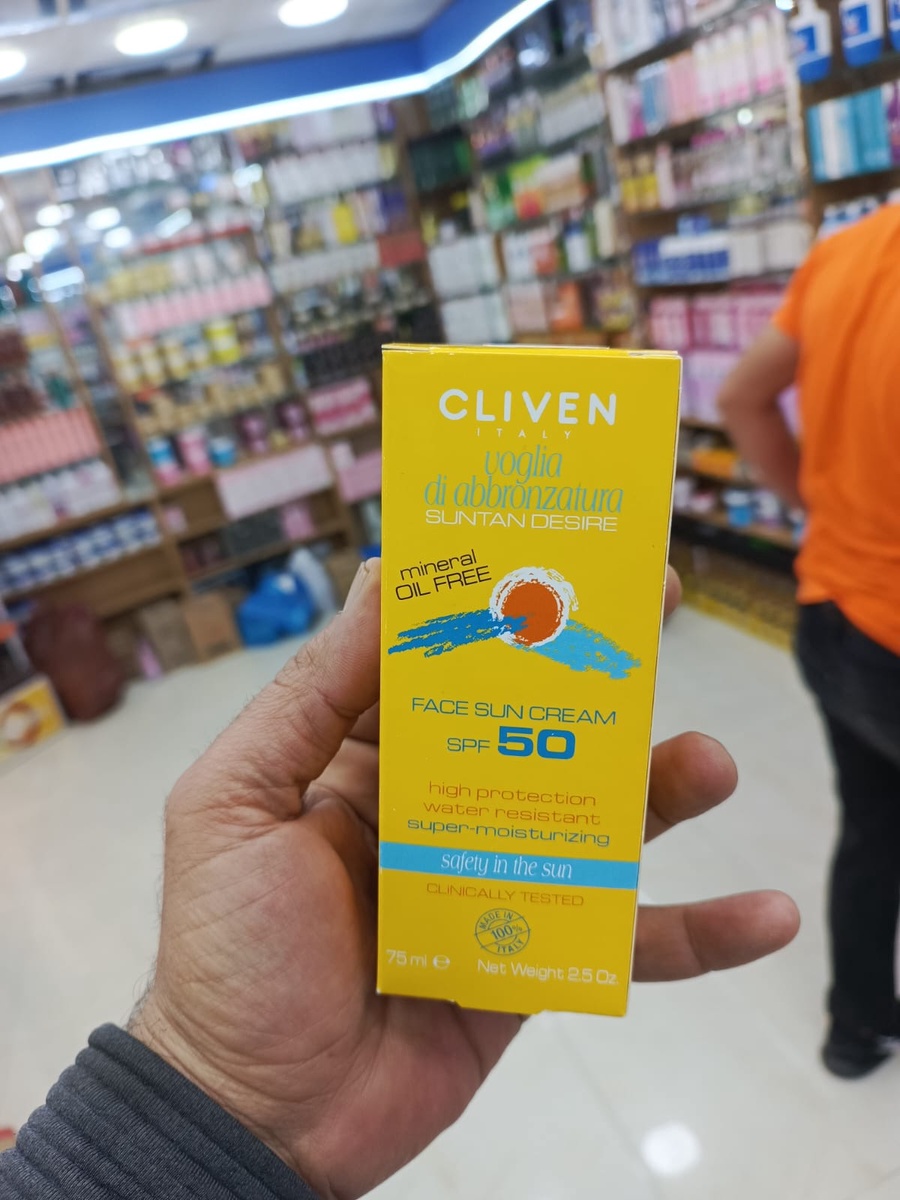 CLIVEN
ITALY
voglia
di abbronzatura
SUNTAN DESIRE
mineral
OIL FREE
FACE SUN CREAM
SPF 50
high protection
water resistant
super-moisturizing
safety in the sun
CLINICALLY TESTED
MADE IN
100%
ITALY
75 ml ℮ Net Weight 2.5 Oz.